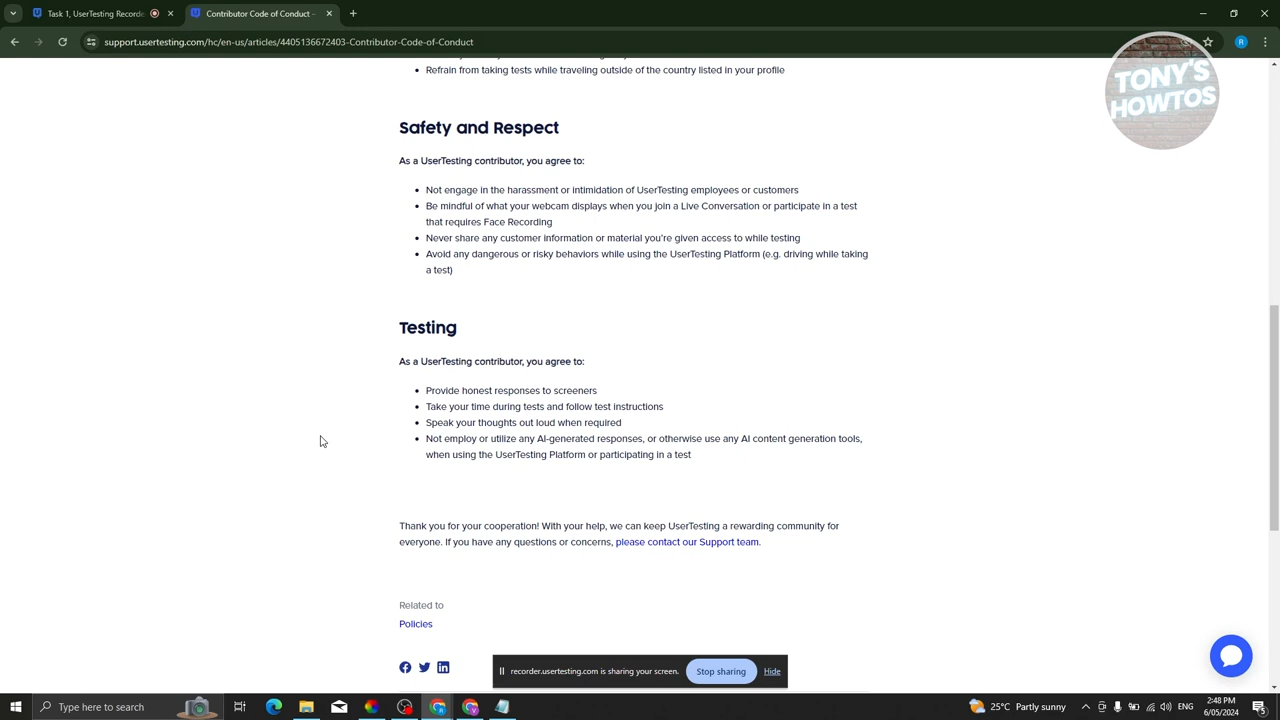 Task 1, UserTesting Recorde
Code of Conduct –
support.usertesting.com/hc/en-us/articles/4405136672403-Contributor-Code-of-Conduct
R
Refrain from taking tests while traveling outside of the country listed in your profile
TONY'S
HOWTOS
Safety and Respect
As a UserTesting contributor, you agree to:
Not engage in the harassment or intimidation of UserTesting employees or customers
Be mindful of what your webcam displays when you join a Live Conversation or participate in a test
that requires Face Recording
Never share any customer information or material you're given access to while testing
Avoid any dangerous or risky behaviors while using the UserTesting Platform (e.g. driving while taking
a test)
Testing
As a UserTesting contributor, you agree to:
Provide honest responses to screeners
Take your time during tests and follow test instructions
Speak your thoughts out loud when required
Not employ or utilize any AI-generated responses, or otherwise use any AI content generation tools,
when using the UserTesting Platform or participating in a test
Thank you for your cooperation! With your help, we can keep UserTesting a rewarding community for
everyone. If you have any questions or concerns, please contact our Support team.
Related to
Policies
recorder.usertesting.com is sharing your screen. Stop sharing Hide
Type here to search
25°C Partly sunny
ENG
2:48 PM
6/05/2024